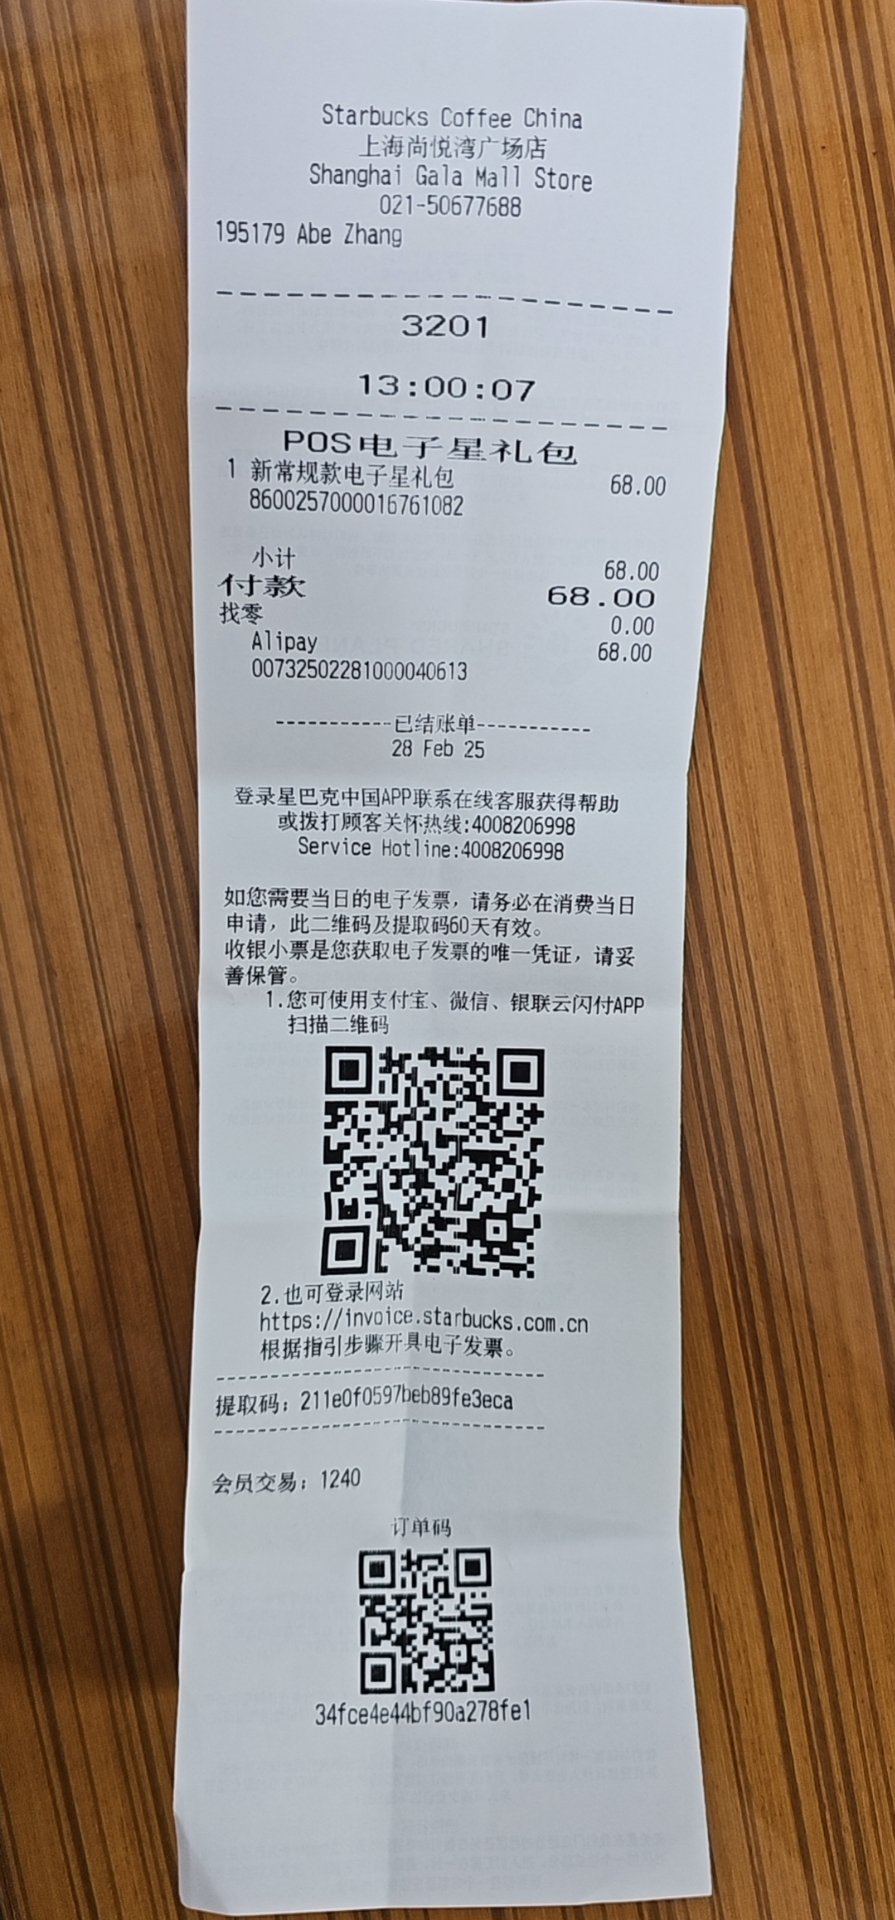 Starbucks Coffee China
上海尚悦湾广场店
Shanghai Gala Mall Store
021-50677688
195179 Abe Zhang
3201
13:00:07
POS电子星礼包
1 新常规款电子星礼包 68.00
8600257000016761082
小计 68.00
付款 68.00
找零 0.00
Alipay 68.00
00732502281000040613
-----------已结账单-----------
28 Feb 25
登录星巴克中国APP联系在线客服获得帮助
或拨打顾客关怀热线:4008206998
Service Hotline:4008206998
如您需要当日的电子发票，请务必在消费当日
申请，此二维码及提取码60天有效。
收银小票是您获取电子发票的唯一凭证，请妥
善保管。
1.您可使用支付宝、微信、银联云闪付APP
扫描二维码
2.也可登录网站
https://invoice.starbucks.com.cn
根据指引步骤开具电子发票。
提取码：211e0f0597beb89fe3eca
会员交易：1240
订单码
34fce4e44bf90a278fe1